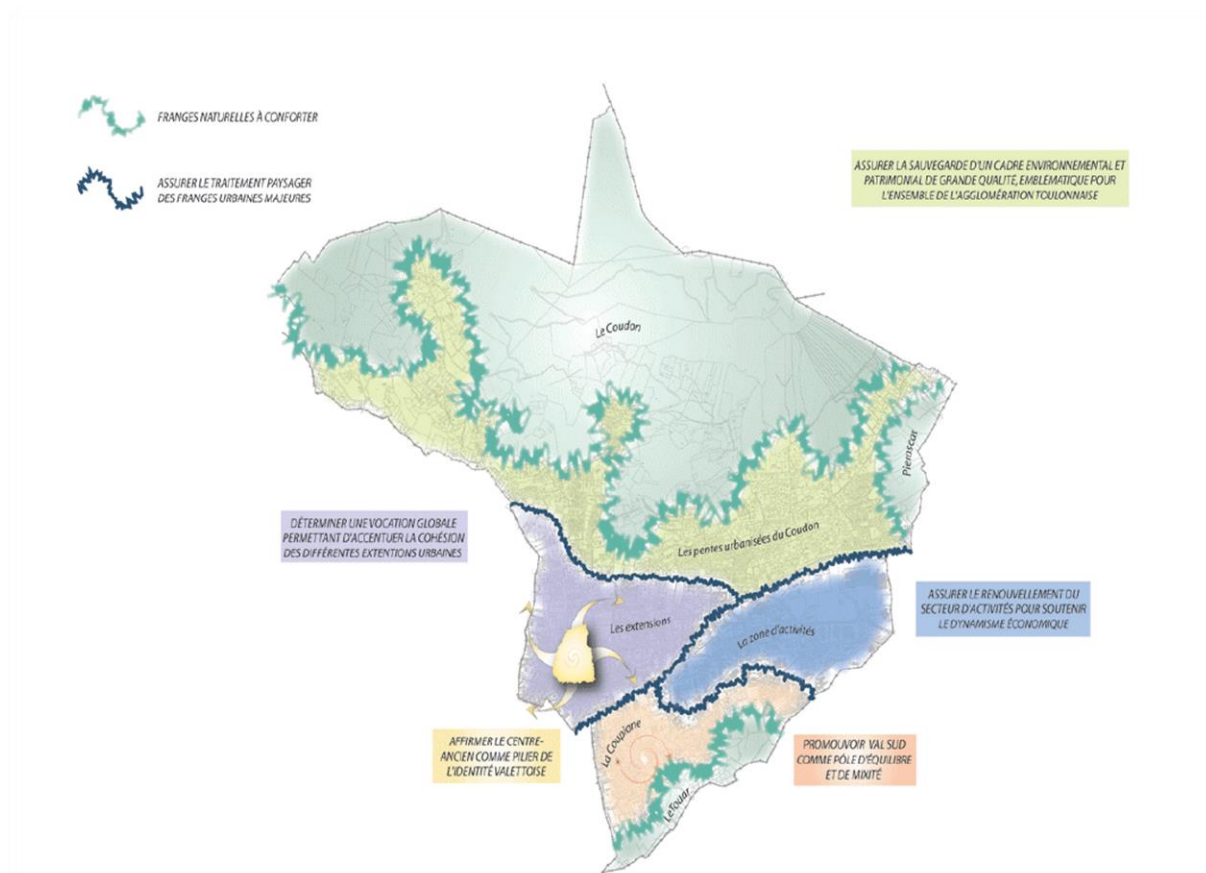 FRANGES NATURELLES À CONFORTER
ASSURER LE TRAITEMENT PAYSAGER
DES FRANGES URBAINES MAJEURES
ASSURER LA SAUVEGARDE D'UN CADRE ENVIRONNEMENTAL ET
PATRIMONIAL DE GRANDE QUALITÉ, EMBLEMATIQUE POUR
L'ENSEMBLE DE L'AGGLOMÉRATION TOULONNAISE
Le Coudon
Pierascas
Les pentes urbanisées du Coudon
DÉTERMINER UNE VOCATION GLOBALE
PERMETTANT D'ACCENTUER LA COHÉSION
DES DIFFÉRENTES EXTENTIONS URBAINES
ASSURER LE RENOUVELLEMENT DU
SECTEUR D'ACTIVITÉS POUR SOUTENIR
LE DYNAMISME ÉCONOMIQUE
Les extensions
La zone d'activités
La Coupiane
AFFIRMER LE CENTRE-
ANCIEN COMME PILIER DE
L'IDENTITÉ VALETTOISE
PROMOUVOIR VAL SUD
COMME PÔLE D'ÉQUILIBRE
ET DE MIXITÉ
Le Touar